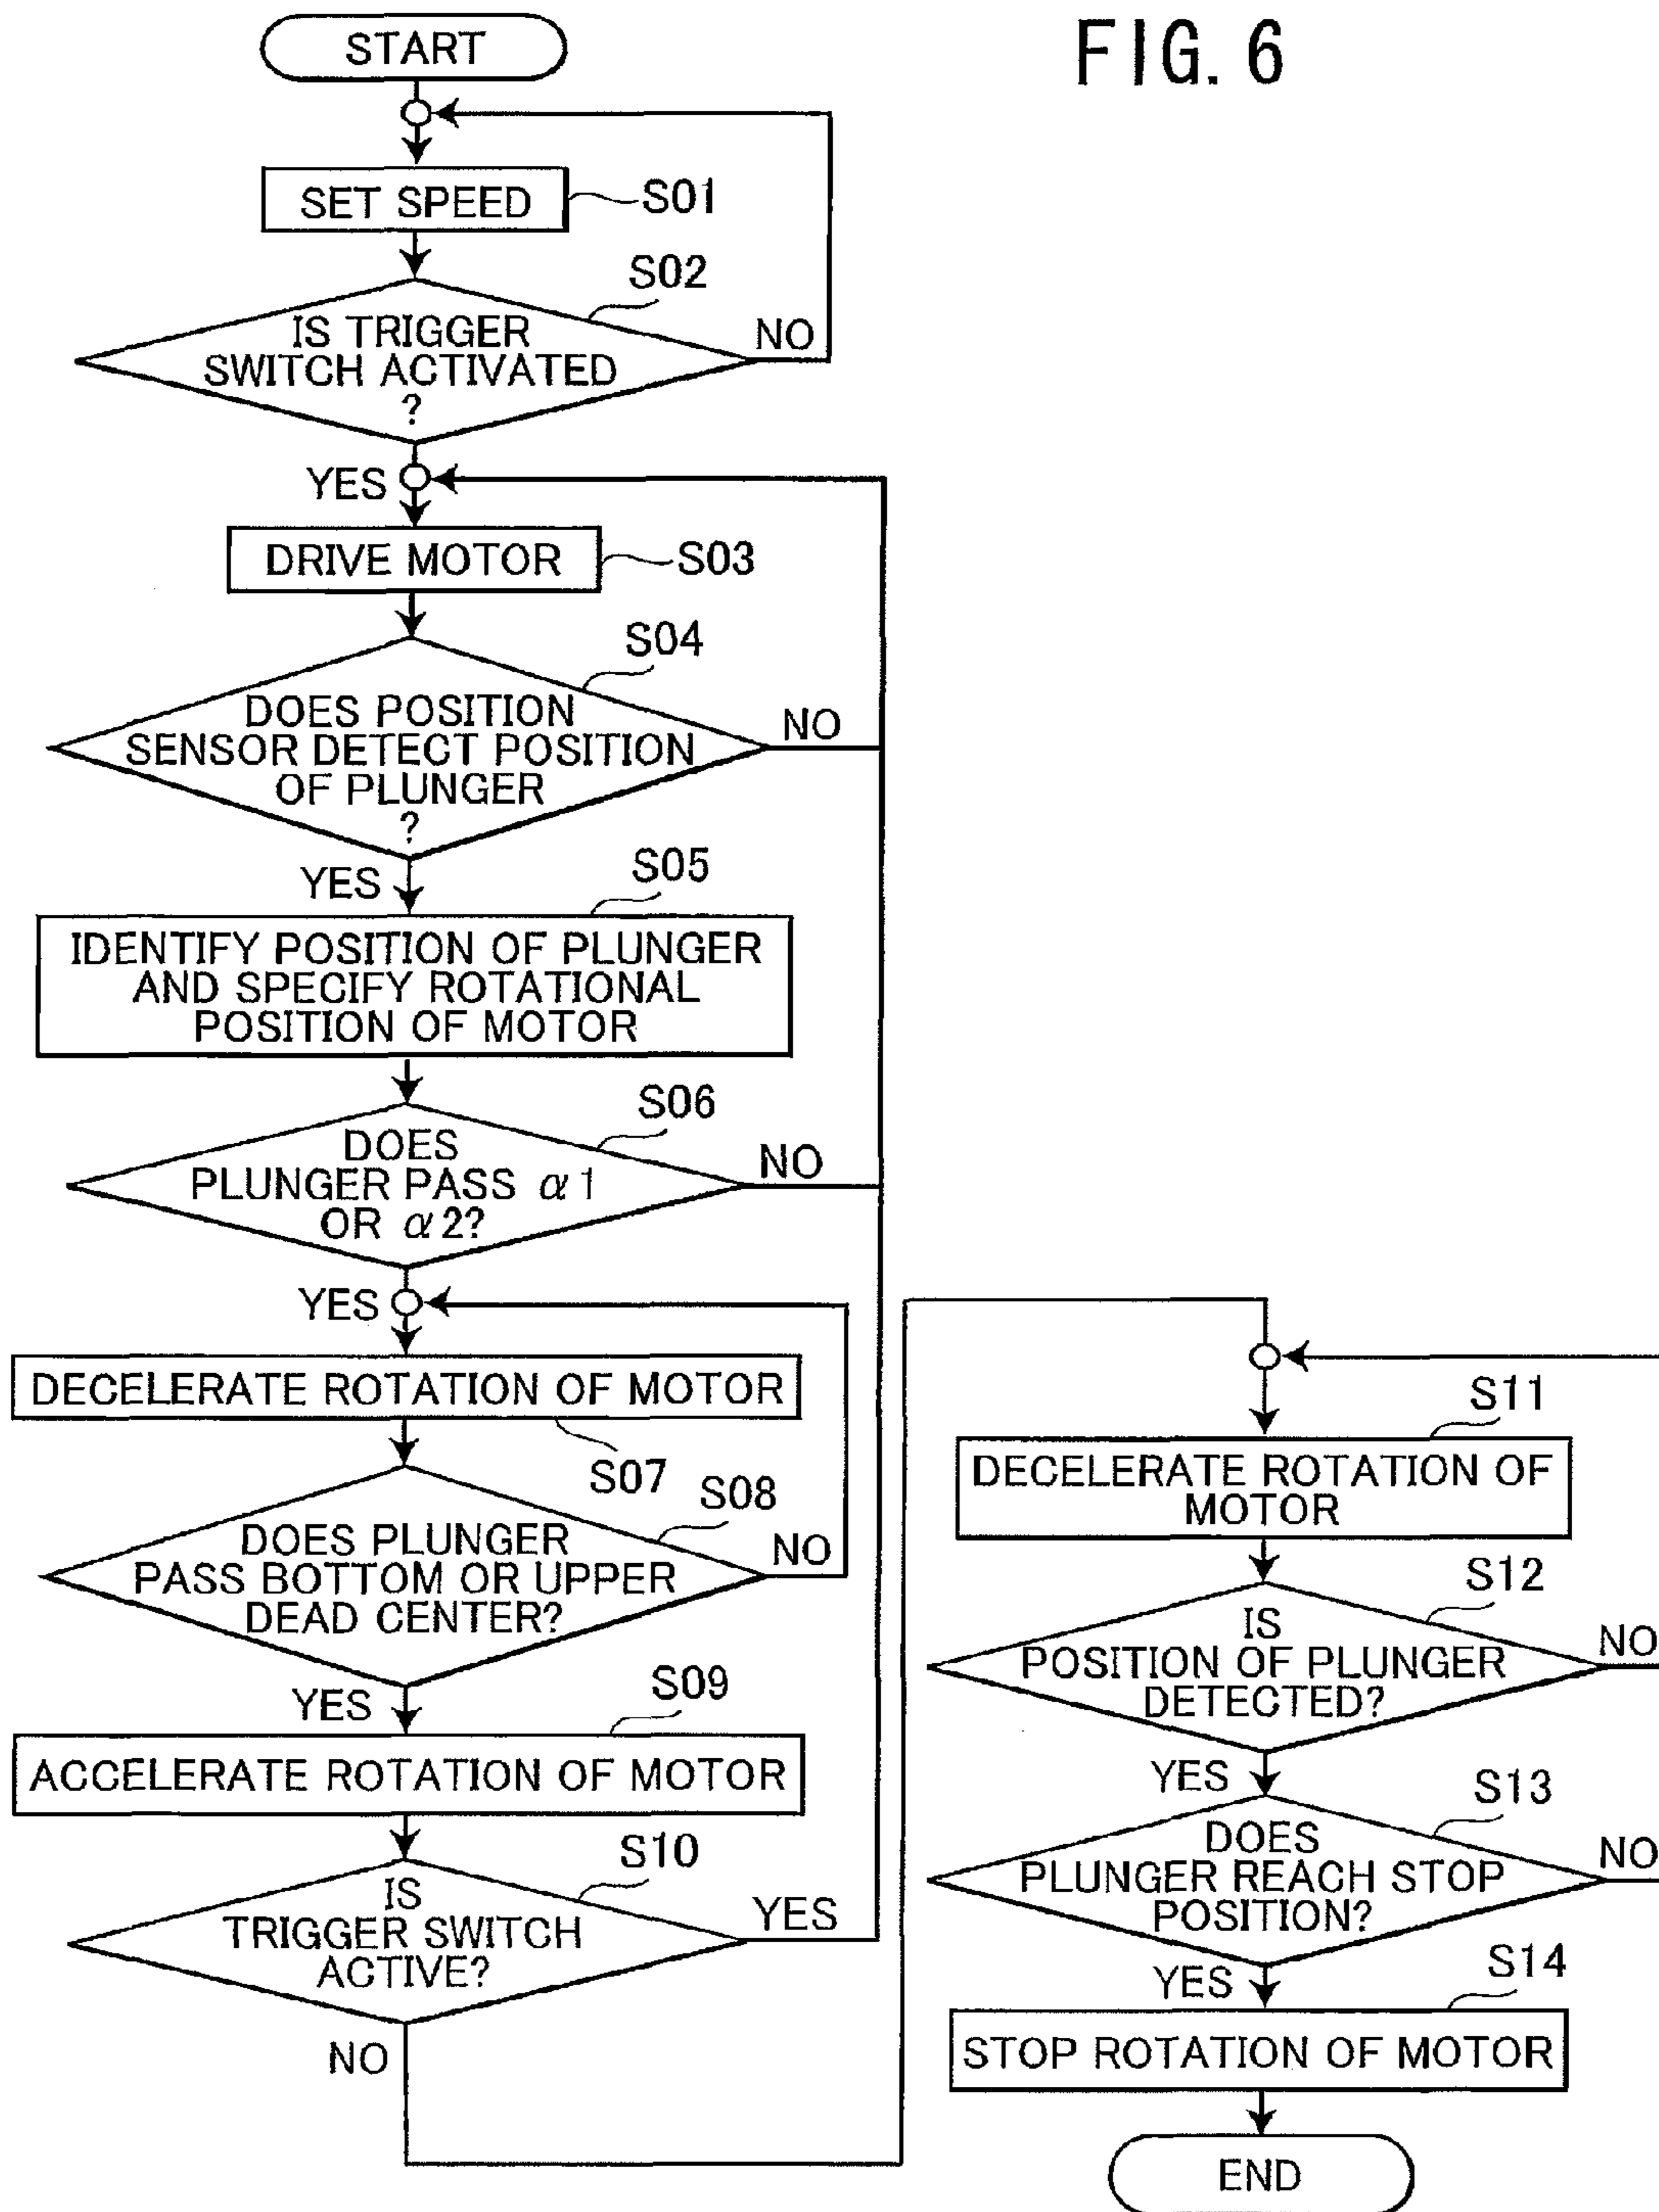 FIG. 6
START
SET SPEED
S01
S02
IS TRIGGER
SWITCH ACTIVATED
?
NO
YES
DRIVE MOTOR
S03
S04
DOES POSITION
SENSOR DETECT POSITION
OF PLUNGER
?
NO
YES
S05
IDENTIFY POSITION OF PLUNGER
AND SPECIFY ROTATIONAL
POSITION OF MOTOR
S06
DOES
PLUNGER PASS α1
OR α2?
NO
YES
DECELERATE ROTATION OF MOTOR
S07
S08
DOES PLUNGER
PASS BOTTOM OR UPPER
DEAD CENTER?
NO
YES
S09
ACCELERATE ROTATION OF MOTOR
S10
IS
TRIGGER SWITCH
ACTIVE?
YES
NO
S11
DECELERATE ROTATION OF
MOTOR
S12
IS
POSITION OF PLUNGER
DETECTED?
NO
YES
S13
DOES
PLUNGER REACH STOP
POSITION?
NO
YES
S14
STOP ROTATION OF MOTOR
END